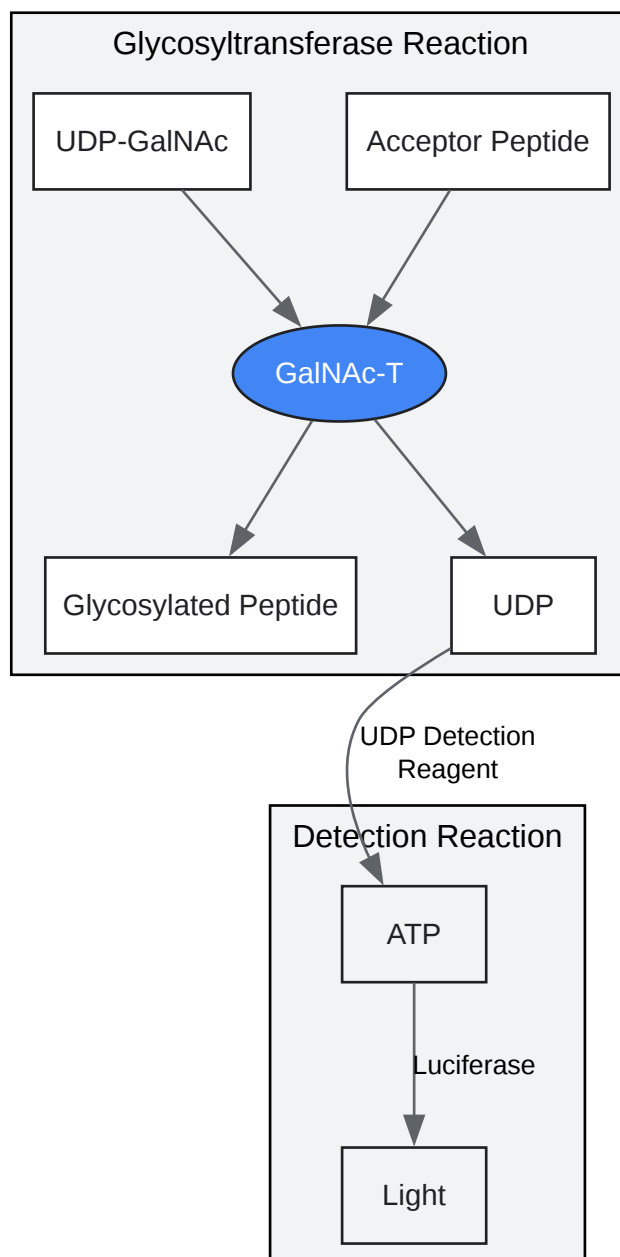 Glycosyltransferase Reaction
UDP-GalNAc
Acceptor Peptide
GalNAc-T
Glycosylated Peptide
UDP
UDP Detection
Reagent
Detection Reaction
ATP
Luciferase
Light